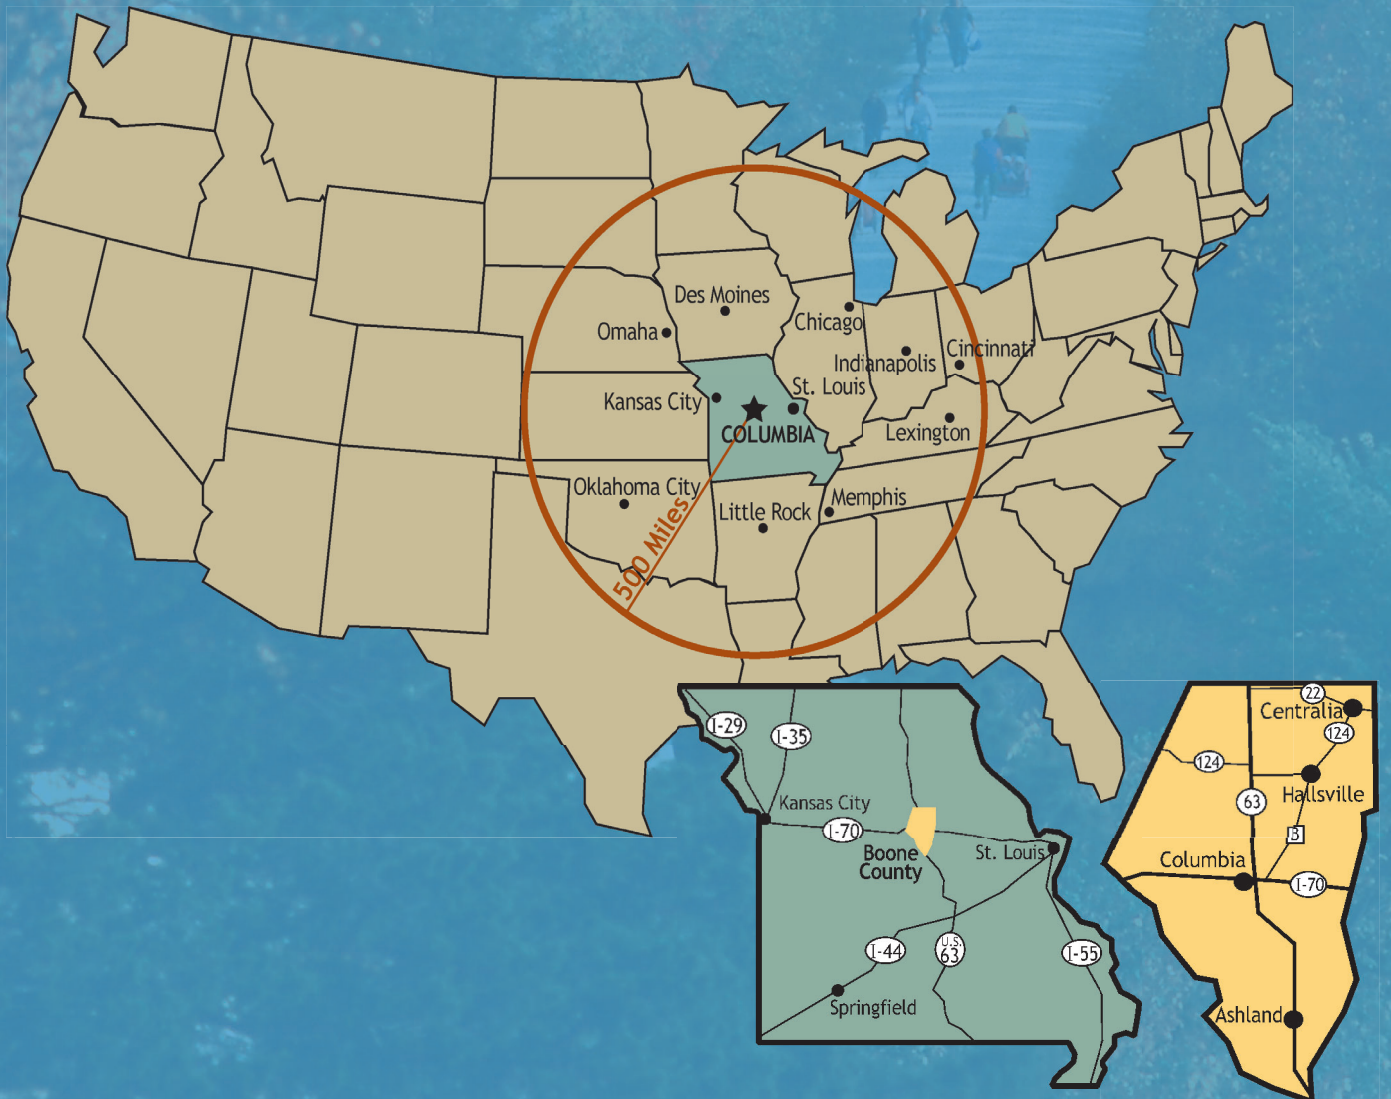 Des Moines
Omaha
Chicago
Indianapolis
Cincinnati
Kansas City
St. Louis
COLUMBIA
Lexington
Oklahoma City
Little Rock
Memphis
500 Miles
I-29
I-35
Kansas City
I-70
Boone
County
St. Louis
I-44
U.S.
63
I-55
Springfield
22
Centralia
124
124
Hallsville
63
B
Columbia
I-70
Ashland